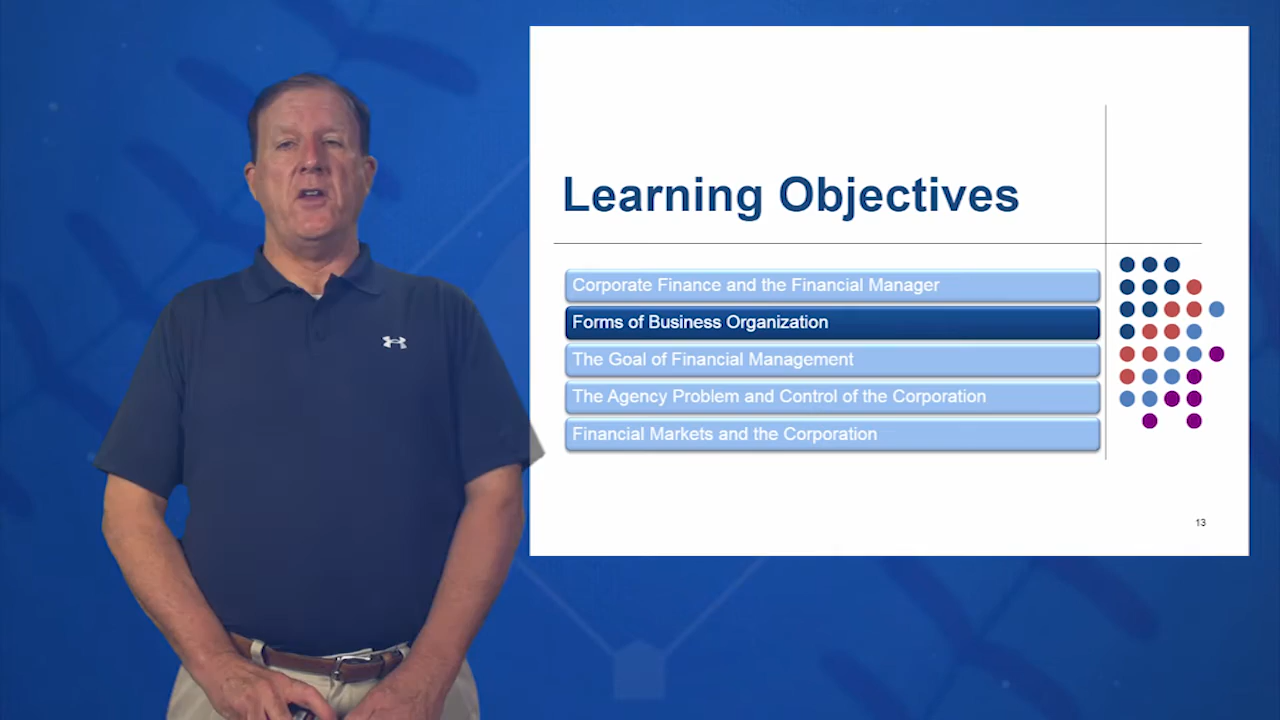 Learning Objectives
Corporate Finance and the Financial Manager
Forms of Business Organization
The Goal of Financial Management
The Agency Problem and Control of the Corporation
Financial Markets and the Corporation
13